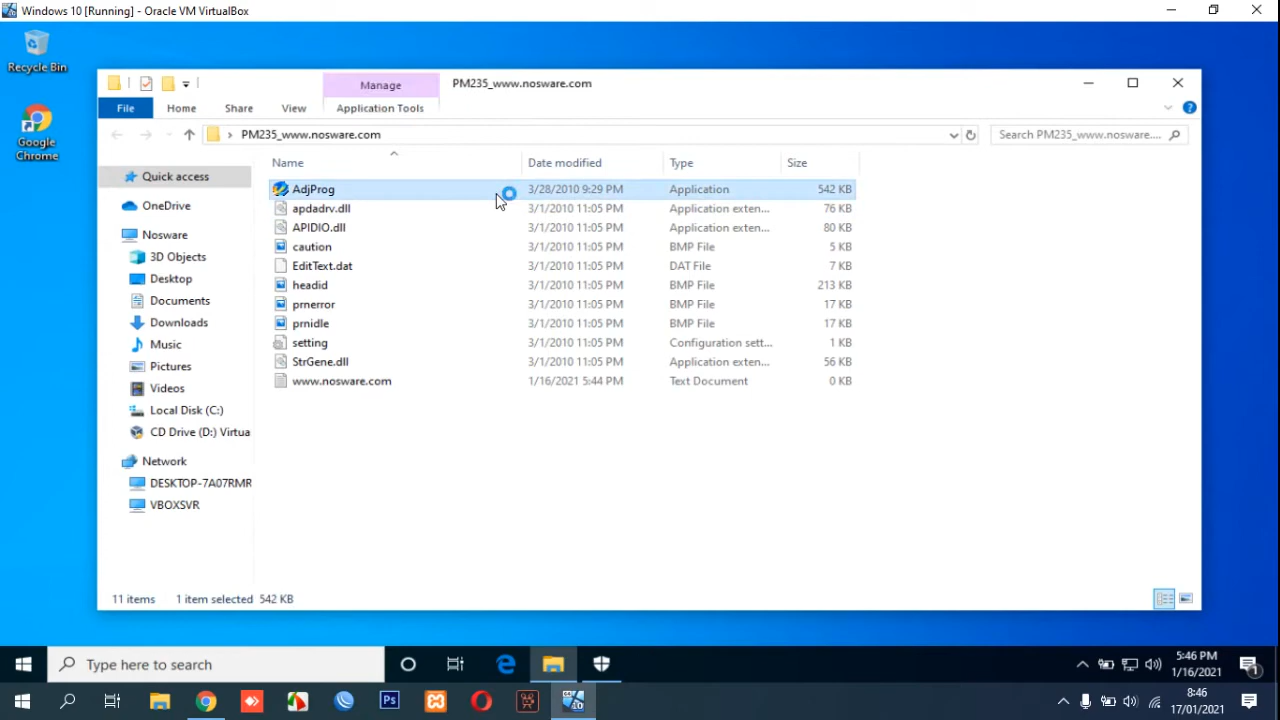 Windows 10 [Running] - Oracle VM VirtualBox
Recycle Bin
Google
Chrome
Manage
PM235_www.nosware.com
File
Home
Share
View
Application Tools
PM235_www.nosware.com
Search PM235_www.nosware....
Name
Date modified
Type
Size
Quick access
OneDrive
Nosware
3D Objects
Desktop
Documents
Downloads
Music
Pictures
Videos
Local Disk (C:)
CD Drive (D:) Virtua
Network
DESKTOP-7A07RMR
VBOXSVR
AdjProg 3/28/2010 9:29 PM Application 542 KB
apdadrv.dll 3/1/2010 11:05 PM Application exten... 76 KB
APIDIO.dll 3/1/2010 11:05 PM Application exten... 80 KB
caution 3/1/2010 11:05 PM BMP File 5 KB
EditText.dat 3/1/2010 11:05 PM DAT File 7 KB
headid 3/1/2010 11:05 PM BMP File 213 KB
prnerror 3/1/2010 11:05 PM BMP File 17 KB
prnidle 3/1/2010 11:05 PM BMP File 17 KB
setting 3/1/2010 11:05 PM Configuration sett... 1 KB
StrGene.dll 3/1/2010 11:05 PM Application exten... 56 KB
www.nosware.com 1/16/2021 5:44 PM Text Document 0 KB
11 items 1 item selected 542 KB
Type here to search
5:46 PM
1/16/2021
1
Ps
8:46
17/01/2021